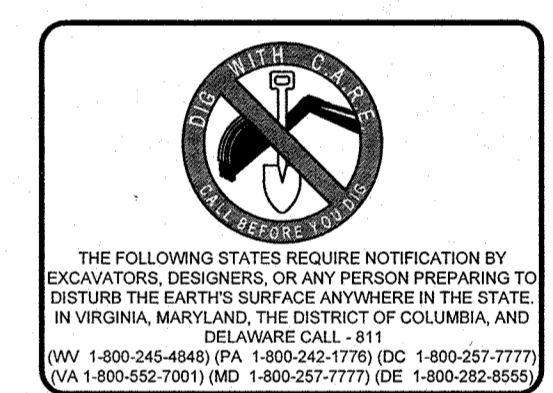 DIG WITH C.A.R.E
CALL BEFORE YOU DIG
THE FOLLOWING STATES REQUIRE NOTIFICATION BY
EXCAVATORS, DESIGNERS, OR ANY PERSON PREPARING TO
DISTURB THE EARTH'S SURFACE ANYWHERE IN THE STATE.
IN VIRGINIA, MARYLAND, THE DISTRICT OF COLUMBIA, AND
DELAWARE CALL - 811
(WV 1-800-245-4848) (PA 1-800-242-1776) (DC 1-800-257-7777)
(VA 1-800-552-7001) (MD 1-800-257-7777) (DE 1-800-282-8555)